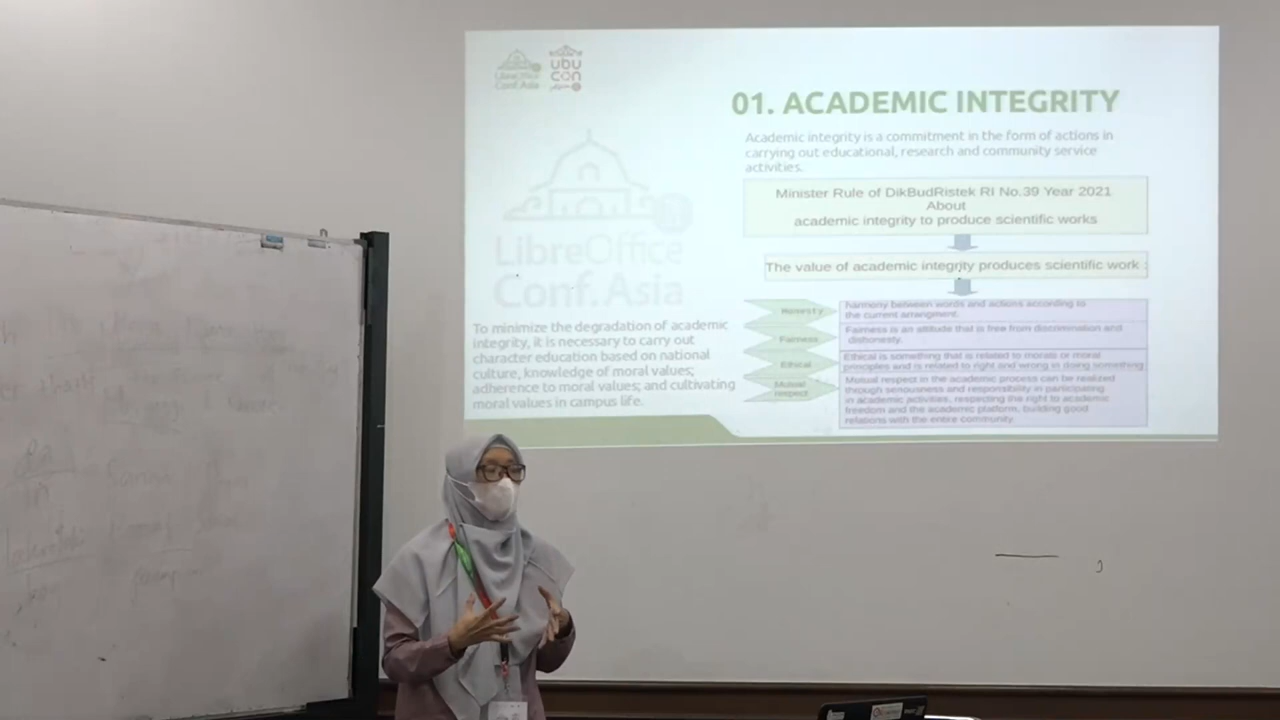 LibreOffice
Conf.Asia
ubu
con
01. ACADEMIC INTEGRITY
Academic integrity is a commitment in the form of actions in
carrying out educational, research and community service
activities.
Minister Rule of DikBudRistek RI No.39 Year 2021
About
academic integrity to produce scientific works
The value of academic integrity produces scientific work :
Honesty
harmony between words and actions according to
the current arrangment.
Fairness
Fairness is an attitude that is free from discrimination and
dishonesty.
Ethical
Ethical is something that is related to morals or moral
principles and is related to right and wrong in doing something
Mutual
respect
Mutual respect in the academic process can be realized
through seriousness and responsibility in participating
in academic activities, respecting the right to academic
freedom and the academic platform, building good
relations with the entire community.
LibreOffice
Conf.Asia
To minimize the degradation of academic
integrity, it is necessary to carry out
character education based on national
culture, knowledge of moral values;
adherence to moral values; and cultivating
moral values in campus life.